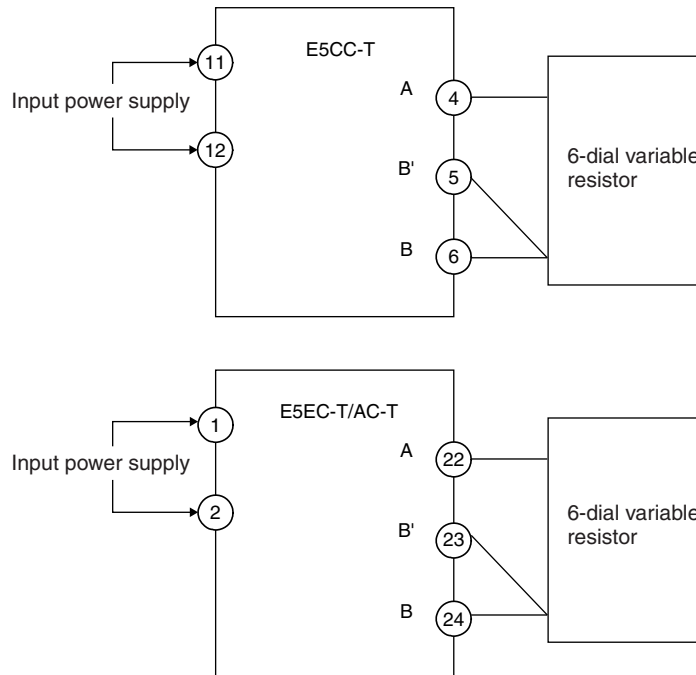 E5CC-T
11
Input power supply
12
A
4
B'
5
B
6
6-dial variable
resistor
E5EC-T/AC-T
1
Input power supply
2
A
22
B'
23
B
24
6-dial variable
resistor